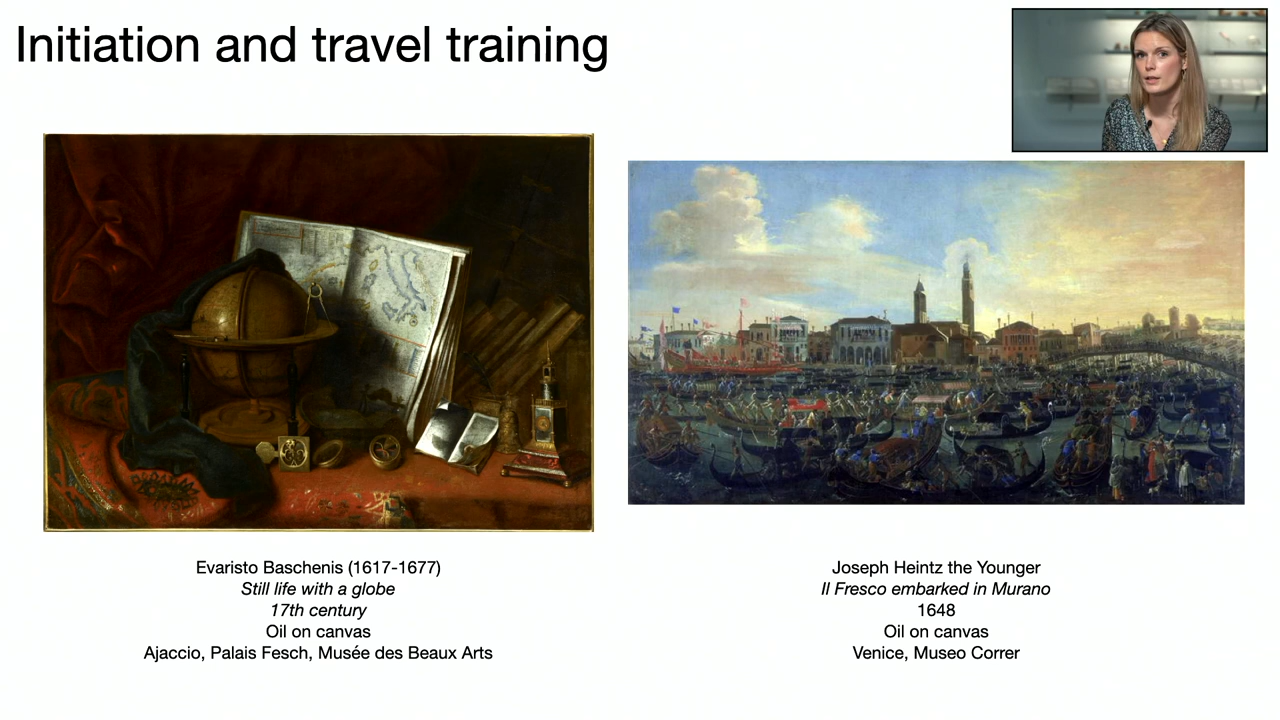 Initiation and travel training
Evaristo Baschenis (1617-1677)
Still life with a globe
17th century
Oil on canvas
Ajaccio, Palais Fesch, Musée des Beaux Arts
Joseph Heintz the Younger
Il Fresco embarked in Murano
1648
Oil on canvas
Venice, Museo Correr